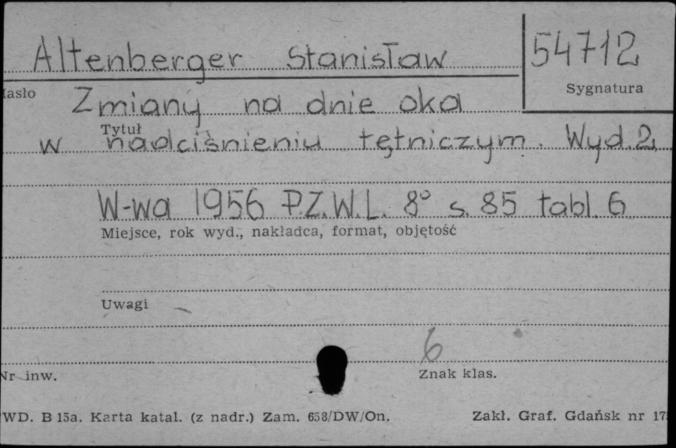 Altenberger Stanisław
54712
Hasło
Sygnatura
Zmiany na dnie oka
Tytuł
w nadciśnieniu tętniczym. Wyd. 2.
W-wa 1956 P.Z.W.L. 8° s. 85 tabl. 6
Miejsce, rok wyd., nakładca, format, objętość
Uwagi
6
Nr inw.
Znak klas.
WD. B 15a. Karta katal. (z nadr.) Zam. 658/DW/On.
Zakł. Graf. Gdańsk nr 17